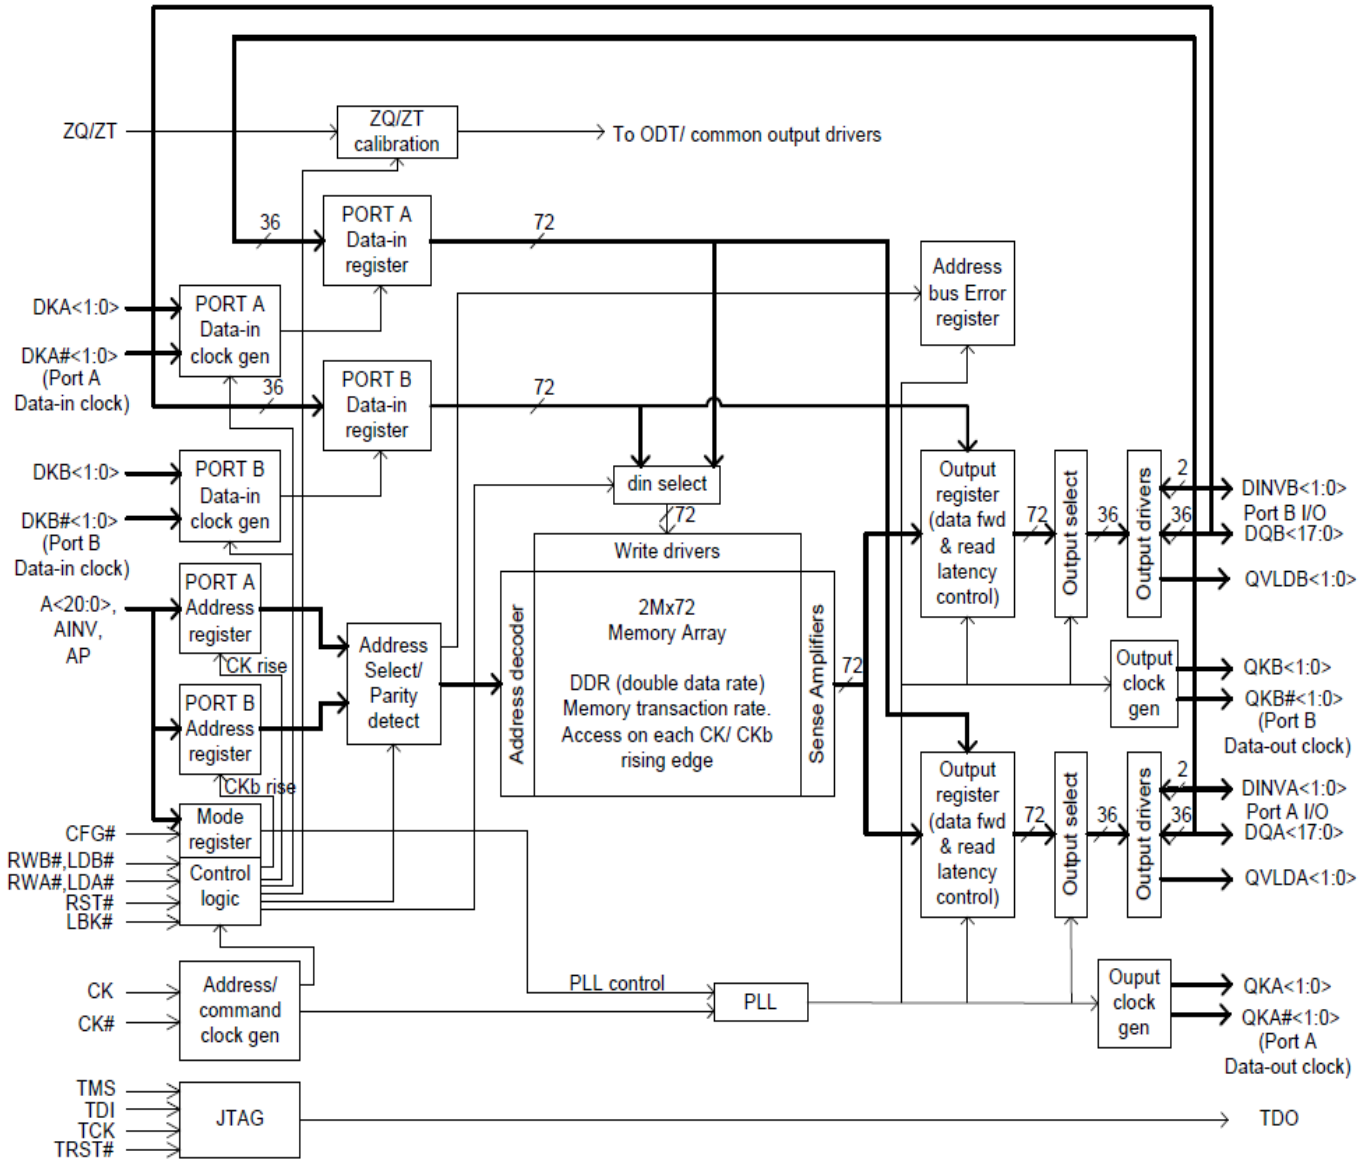 ZQ/ZT
ZQ/ZT
calibration
To ODT/ common output drivers
36
PORT A
Data-in
register
72
Address
bus Error
register
DKA<1:0>
DKA#<1:0>
(Port A
Data-in clock)
PORT A
Data-in
clock gen
36
PORT B
Data-in
register
72
DKB<1:0>
DKB#<1:0>
(Port B
Data-in clock)
PORT B
Data-in
clock gen
din select
72
Write drivers
Output
register
(data fwd
& read
latency
control)
72
Output select
36
Output drivers
2
36
DINVB<1:0>
Port B I/O
DQB<17:0>
QVLDB<1:0>
A<20:0>,
AINV,
AP
PORT A
Address
register
CK rise
PORT B
Address
register
CKb rise
Address
Select/
Parity
detect
Address decoder
2Mx72
Memory Array
DDR (double data rate)
Memory transaction rate.
Access on each CK/ CKb
rising edge
Sense Amplifiers
72
Output
clock
gen
QKB<1:0>
QKB#<1:0>
(Port B
Data-out clock)
Output
register
(data fwd
& read
latency
control)
72
Output select
36
Output drivers
2
36
DINVA<1:0>
Port A I/O
DQA<17:0>
QVLDA<1:0>
CFG#
RWB#,LDB#
RWA#,LDA#
RST#
LBK#
Mode
register
Control
logic
CK
CK#
Address/
command
clock gen
PLL control
PLL
Ouput
clock
gen
QKA<1:0>
QKA#<1:0>
(Port A
Data-out clock)
TMS
TDI
TCK
TRST#
JTAG
TDO